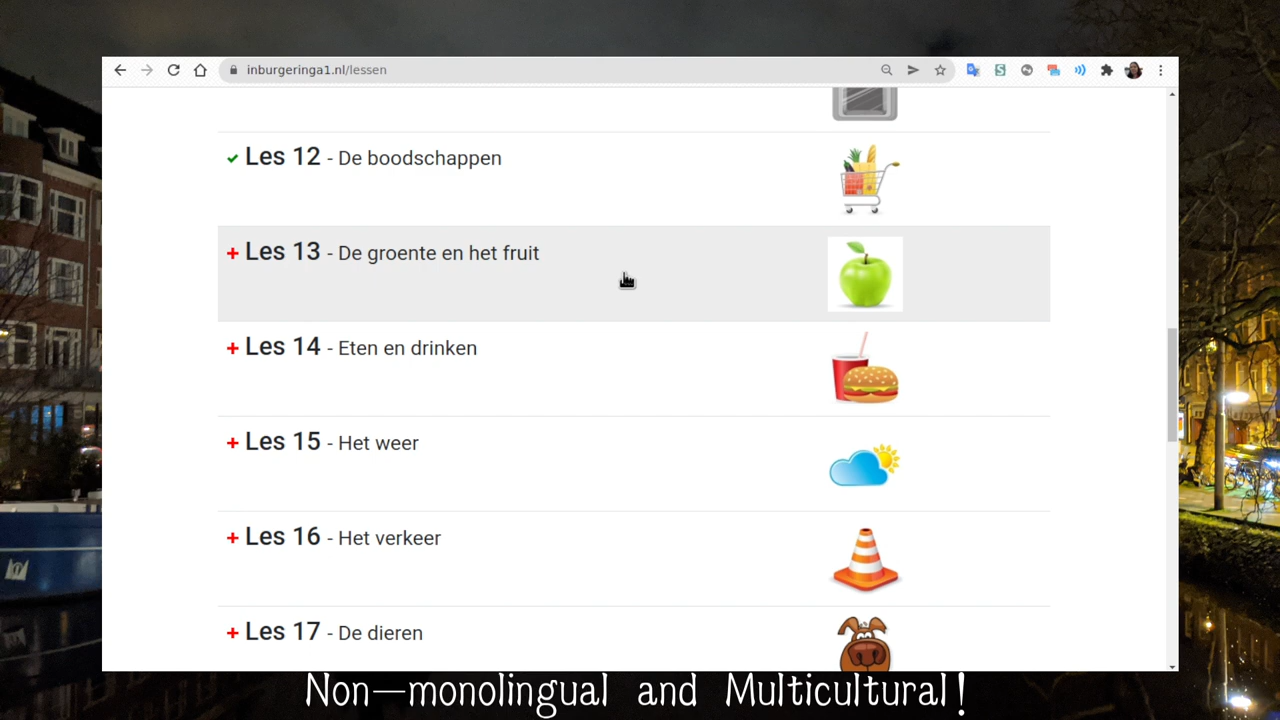 inburgeringa1.nl/lessen
Les 12 - De boodschappen
Les 13 - De groente en het fruit
Les 14 - Eten en drinken
Les 15 - Het weer
Les 16 - Het verkeer
Les 17 - De dieren
Non—monolingual and Multicultural!